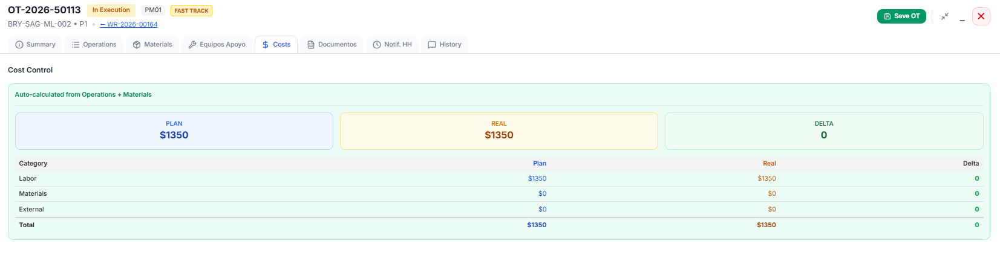 OT-2026-50113 In Execution PM01 FAST TRACK
BRY-SAG-ML-002 • P1 • ← WR-2026-00164
Save OT
Summary Operations Materials Equipos Apoyo Costs Documentos Notif. HH History
Cost Control
Auto-calculated from Operations + Materials
PLAN
$1350
REAL
$1350
DELTA
0
Category Plan Real Delta
Labor $1350 $1350 0
Materials $0 $0 0
External $0 $0 0
Total $1350 $1350 0